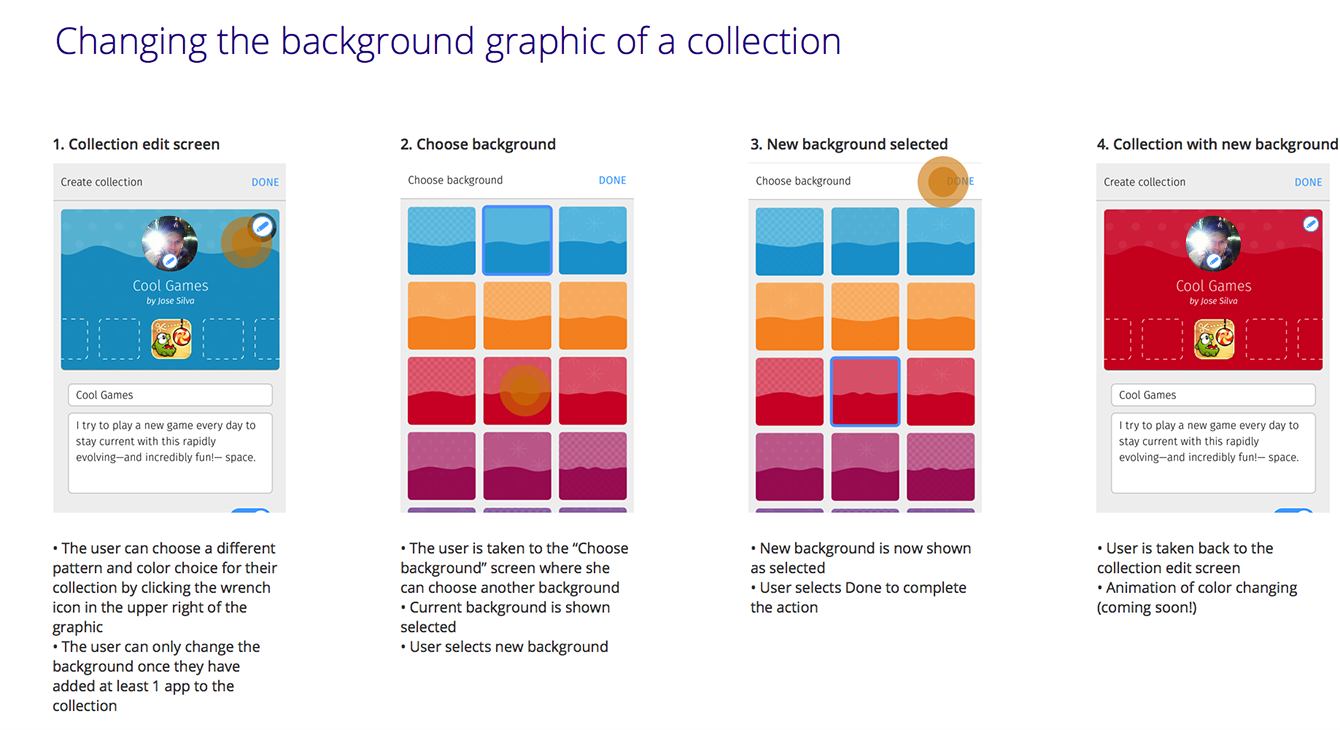 Changing the background graphic of a collection
1. Collection edit screen
Create collection
DONE
Cool Games
by Jose Silva
Cool Games
I try to play a new game every day to
stay current with this rapidly
evolving—and incredibly fun!— space.
• The user can choose a different
pattern and color choice for their
collection by clicking the wrench
icon in the upper right of the
graphic
• The user can only change the
background once they have
added at least 1 app to the
collection
2. Choose background
Choose background
DONE
• The user is taken to the “Choose
background” screen where she
can choose another background
• Current background is shown
selected
• User selects new background
3. New background selected
Choose background
DONE
• New background is now shown
as selected
• User selects Done to complete
the action
4. Collection with new background
Create collection
DONE
Cool Games
by Jose Silva
Cool Games
I try to play a new game every day to
stay current with this rapidly
evolving—and incredibly fun!— space.
• User is taken back to the
collection edit screen
• Animation of color changing
(coming soon!)